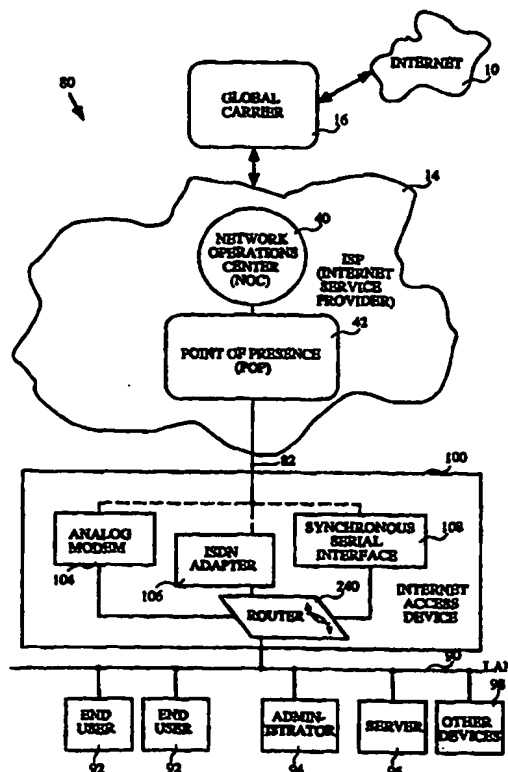 80
INTERNET
10
GLOBAL
CARRIER
16
14
40
NETWORK
OPERATIONS
CENTER
(NOC)
ISP
(INTERNET
SERVICE
PROVIDER)
42
POINT OF PRESENCE
(POP)
82
100
ANALOG
MODEM
104
ISDN
ADAPTER
106
SYNCHRONOUS
SERIAL
INTERFACE
108
240
ROUTER
INTERNET
ACCESS
DEVICE
90
LAN
98
END
USER
92
END
USER
92
ADMIN-
ISTRATOR
94
SERVER
96
OTHER
DEVICES